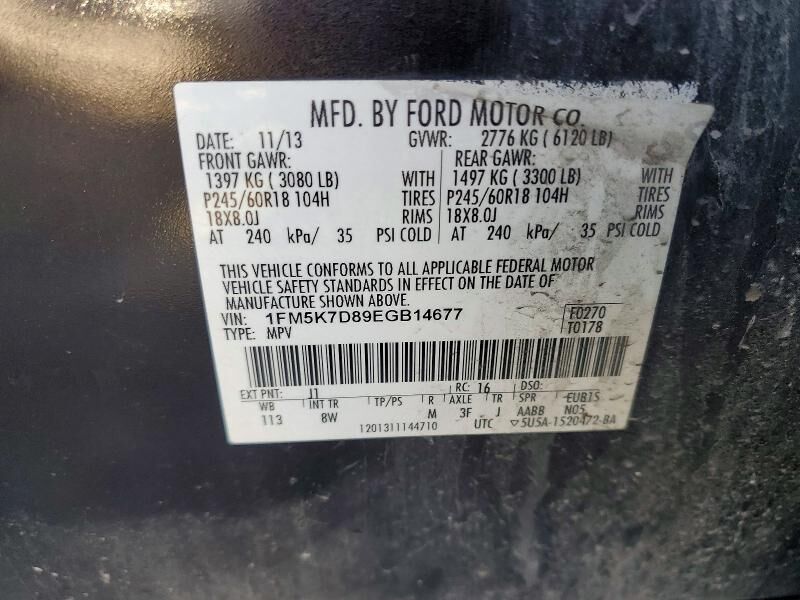 MFD. BY FORD MOTOR CO.
DATE: 11/13 GVWR: 2776 KG ( 6120 LB)
FRONT GAWR: REAR GAWR:
1397 KG ( 3080 LB) WITH 1497 KG ( 3300 LB) WITH
P245/60R18 104H TIRES P245/60R18 104H TIRES
18X8.0J RIMS 18X8.0J RIMS
AT 240 kPa/ 35 PSI COLD AT 240 kPa/ 35 PSI COLD
THIS VEHICLE CONFORMS TO ALL APPLICABLE FEDERAL MOTOR
VEHICLE SAFETY STANDARDS IN EFFECT ON THE DATE OF
MANUFACTURE SHOWN ABOVE.
VIN: 1FM5K7D89EGB14677 E0270
TYPE: MPV T0178
EXT PNT: J1 RC: 16 DSO:
WB INT TR TP/PS R AXLE TR SPR EUB1S
113 8W M 3F J AABB N05
1201311144710 UTC ▽5U5A-1520472-BA